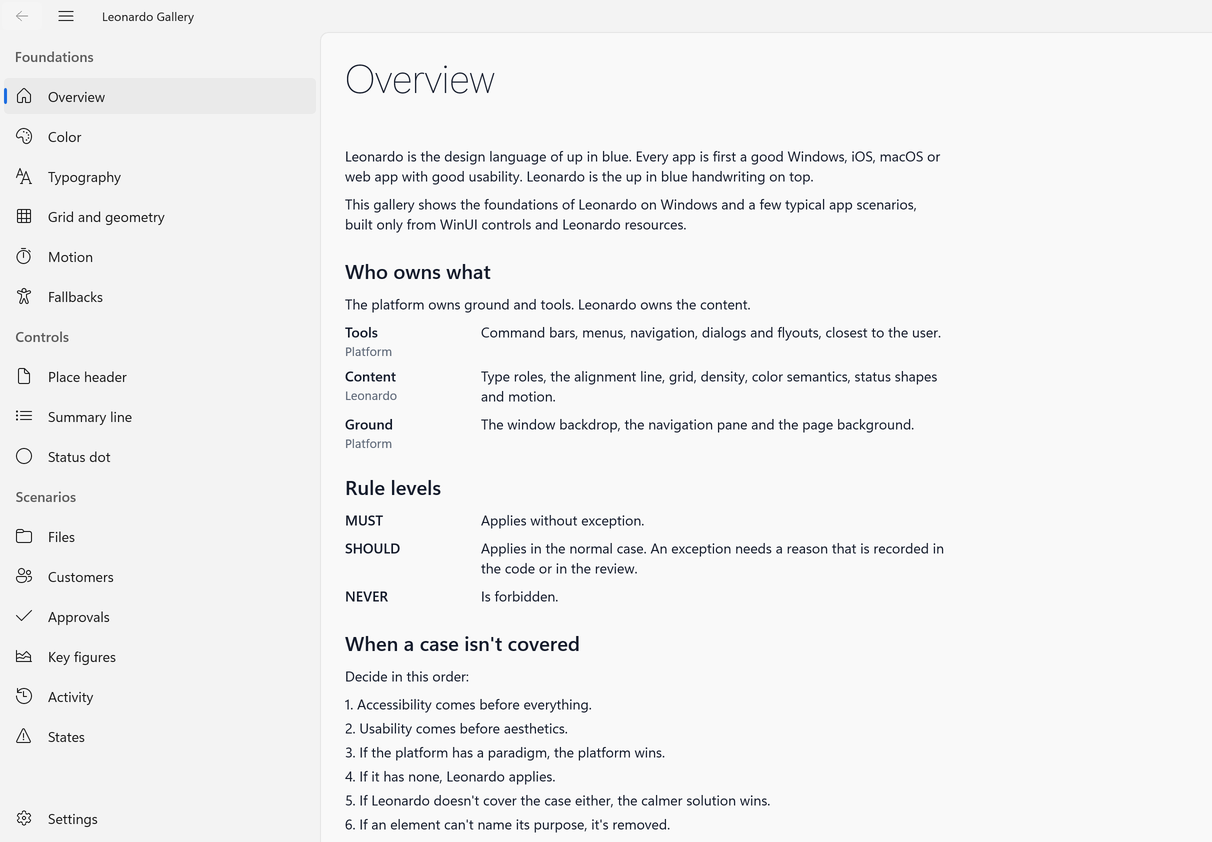 Leonardo Gallery
Foundations
Overview
Color
Typography
Grid and geometry
Motion
Fallbacks
Controls
Place header
Summary line
Status dot
Scenarios
Files
Customers
Approvals
Key figures
Activity
States
Settings
Overview
Leonardo is the design language of up in blue. Every app is first a good Windows, iOS, macOS or
web app with good usability. Leonardo is the up in blue handwriting on top.
This gallery shows the foundations of Leonardo on Windows and a few typical app scenarios,
built only from WinUI controls and Leonardo resources.
Who owns what
The platform owns ground and tools. Leonardo owns the content.
Tools
Platform
Command bars, menus, navigation, dialogs and flyouts, closest to the user.
Content
Leonardo
Type roles, the alignment line, grid, density, color semantics, status shapes
and motion.
Ground
Platform
The window backdrop, the navigation pane and the page background.
Rule levels
MUST
Applies without exception.
SHOULD
Applies in the normal case. An exception needs a reason that is recorded in
the code or in the review.
NEVER
Is forbidden.
When a case isn't covered
Decide in this order:
1. Accessibility comes before everything.
2. Usability comes before aesthetics.
3. If the platform has a paradigm, the platform wins.
4. If it has none, Leonardo applies.
5. If Leonardo doesn't cover the case either, the calmer solution wins.
6. If an element can't name its purpose, it's removed.